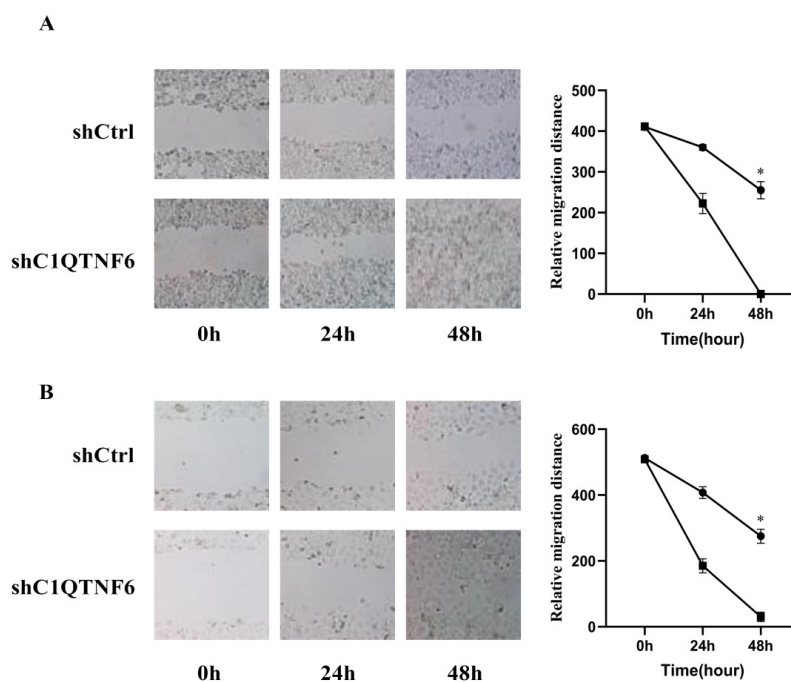 A
shCtrl
shC1QTNF6
0h 24h 48h
Relative migration distance
500
400
300
200
100
0
*
0h 24h 48h
Time(hour)
B
shCtrl
shC1QTNF6
0h 24h 48h
Relative migration distance
600
400
200
0
*
0h 24h 48h
Time(hour)